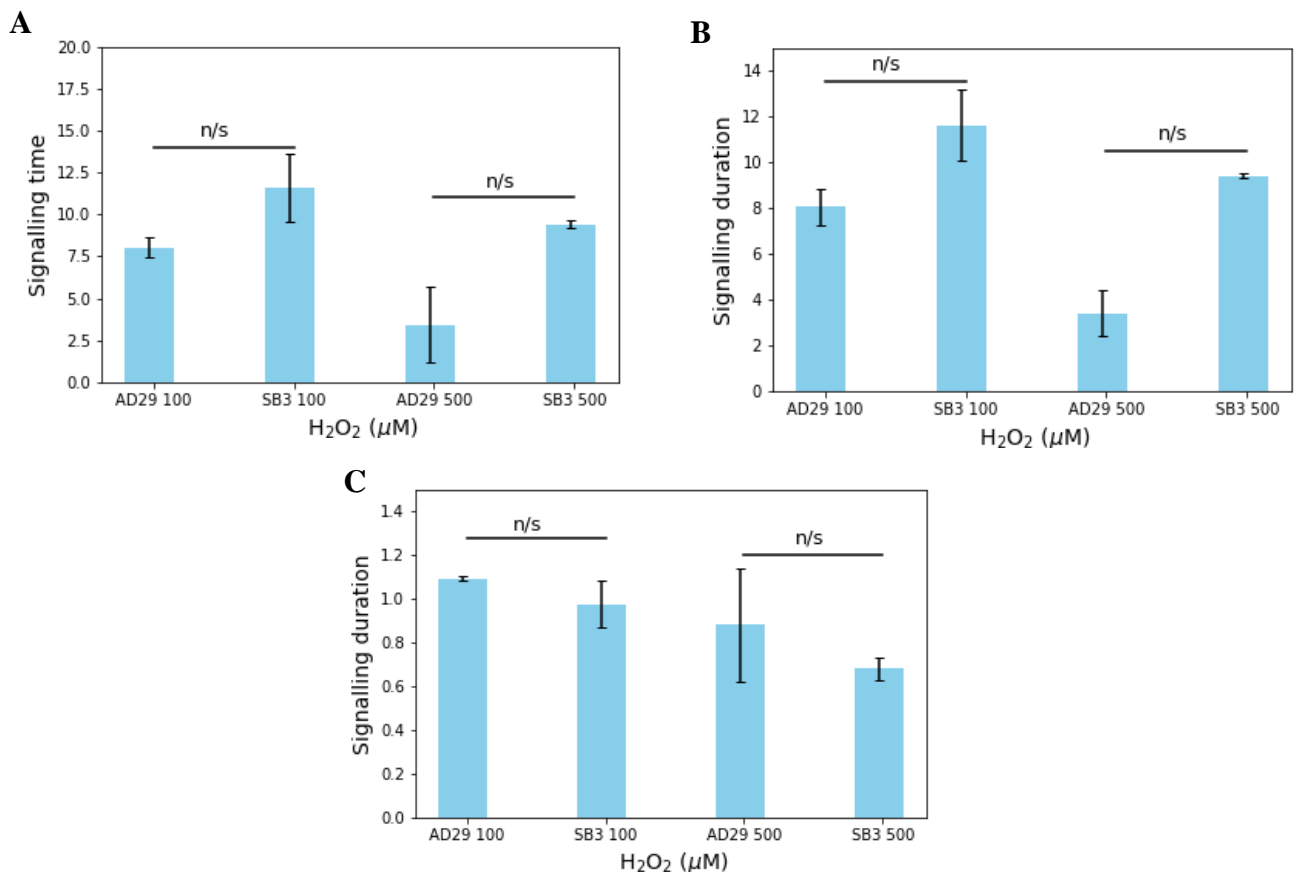 A
Signalling time
20.0
17.5
15.0
12.5
10.0
7.5
5.0
2.5
0.0
n/s
n/s
AD29 100 SB3 100 AD29 500 SB3 500
H₂O₂ (μM)
B
Signalling duration
14
12
10
8
6
4
2
0
n/s
n/s
AD29 100 SB3 100 AD29 500 SB3 500
H₂O₂ (μM)
C
Signalling duration
1.4
1.2
1.0
0.8
0.6
0.4
0.2
0.0
n/s
n/s
AD29 100 SB3 100 AD29 500 SB3 500
H₂O₂ (μM)